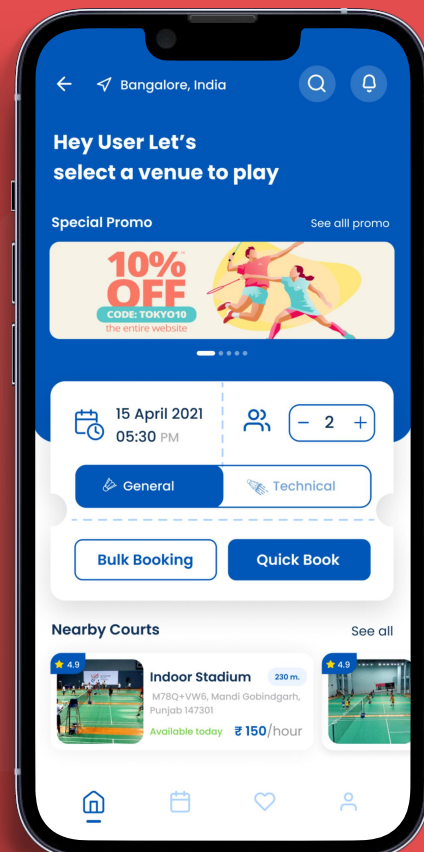 Bangalore, India
Hey User Let's
select a venue to play
Special Promo
See alll promo
10%
OFF
CODE: TOKYO10
the entire website
15 April 2021
05:30 PM
2
General
Technical
Bulk Booking
Quick Book
Nearby Courts
See all
4.9
Indoor Stadium
230 m.
M78Q+VW6, Mandi Gobindgarh,
Punjab 147301
Available today
₹ 150/hour
4.9